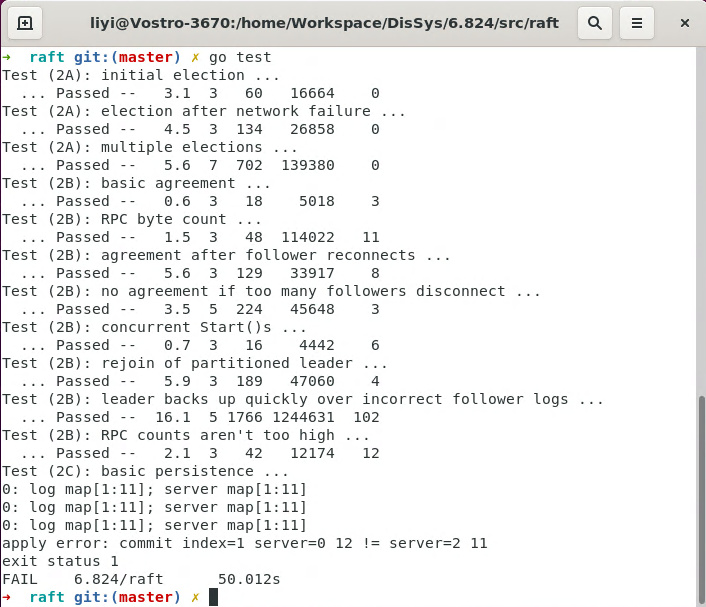 liyi@Vostro-3670:/home/Workspace/DisSys/6.824/src/raft
→  raft git:(master) ✗ go test
Test (2A): initial election ...
  ... Passed --   3.1  3   60   16664    0
Test (2A): election after network failure ...
  ... Passed --   4.5  3  134   26858    0
Test (2A): multiple elections ...
  ... Passed --   5.6  7  702  139380    0
Test (2B): basic agreement ...
  ... Passed --   0.6  3   18    5018    3
Test (2B): RPC byte count ...
  ... Passed --   1.5  3   48  114022   11
Test (2B): agreement after follower reconnects ...
  ... Passed --   5.6  3  129   33917    8
Test (2B): no agreement if too many followers disconnect ...
  ... Passed --   3.5  5  224   45648    3
Test (2B): concurrent Start()s ...
  ... Passed --   0.7  3   16    4442    6
Test (2B): rejoin of partitioned leader ...
  ... Passed --   5.9  3  189   47060    4
Test (2B): leader backs up quickly over incorrect follower logs ...
  ... Passed --  16.1  5 1766 1244631  102
Test (2B): RPC counts aren't too high ...
  ... Passed --   2.1  3   42   12174   12
Test (2C): basic persistence ...
0: log map[1:11]; server map[1:11]
0: log map[1:11]; server map[1:11]
0: log map[1:11]; server map[1:11]
apply error: commit index=1 server=0 12 != server=2 11
exit status 1
FAIL    6.824/raft      50.012s
→  raft git:(master) ✗